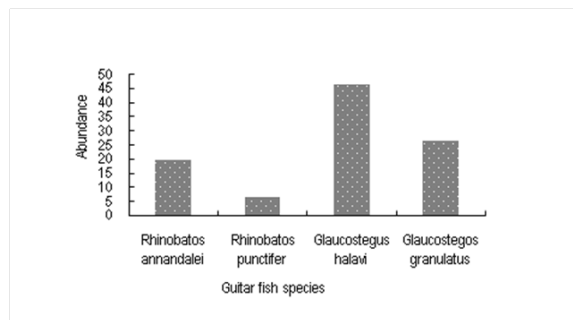 Abundance
50
45
40
35
30
25
20
15
10
5
0
Rhinobatos annandalei
Rhinobatos punctifer
Glaucostegus halavi
Glaucostegos granulatus
Guitar fish species